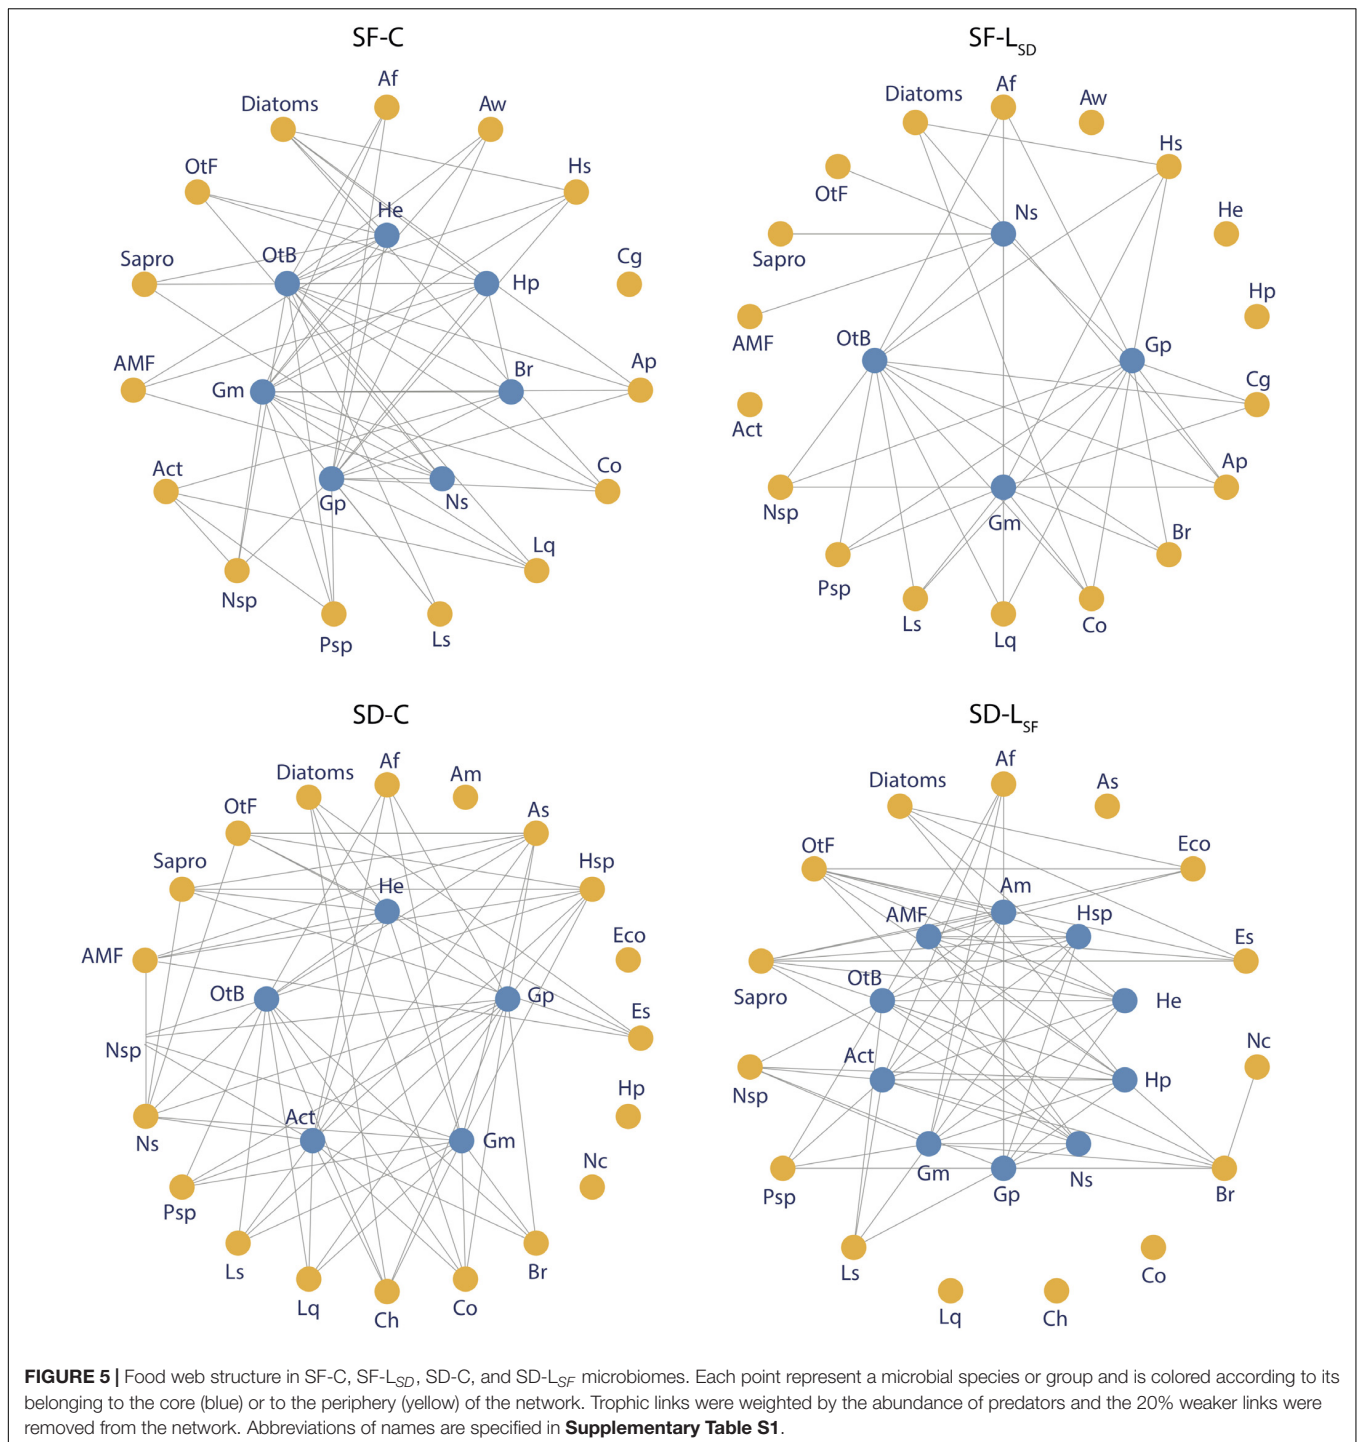 SF-C
SF-L_SD
Af
Diatoms
Aw
OtF
Hs
He
Sapro
OtB
Cg
Hp
AMF
Gm
Br
Ap
Act
Gp
Ns
Co
Nsp
Lq
Psp
Ls
Af
Diatoms
Aw
Hs
OtF
Ns
He
Sapro
Hp
AMF
OtB
Gp
Cg
Act
Ap
Nsp
Gm
Br
Psp
Ls
Lq
Co
SD-C
SD-L_SF
Af
Diatoms
Am
OtF
As
Sapro
Hsp
He
AMF
Eco
OtB
Gp
Es
Nsp
Hp
Ns
Act
Gm
Nc
Psp
Ls
Br
Lq
Ch
Co
Af
Diatoms
As
OtF
Eco
Am
AMF
Hsp
Es
Sapro
OtB
He
Nc
Act
Hp
Nsp
Gm
Gp
Ns
Psp
Br
Ls
Co
Lq
Ch
FIGURE 5 | Food web structure in SF-C, SF-L_SD, SD-C, and SD-L_SF microbiomes. Each point represent a microbial species or group and is colored according to its
belonging to the core (blue) or to the periphery (yellow) of the network. Trophic links were weighted by the abundance of predators and the 20% weaker links were
removed from the network. Abbreviations of names are specified in Supplementary Table S1.